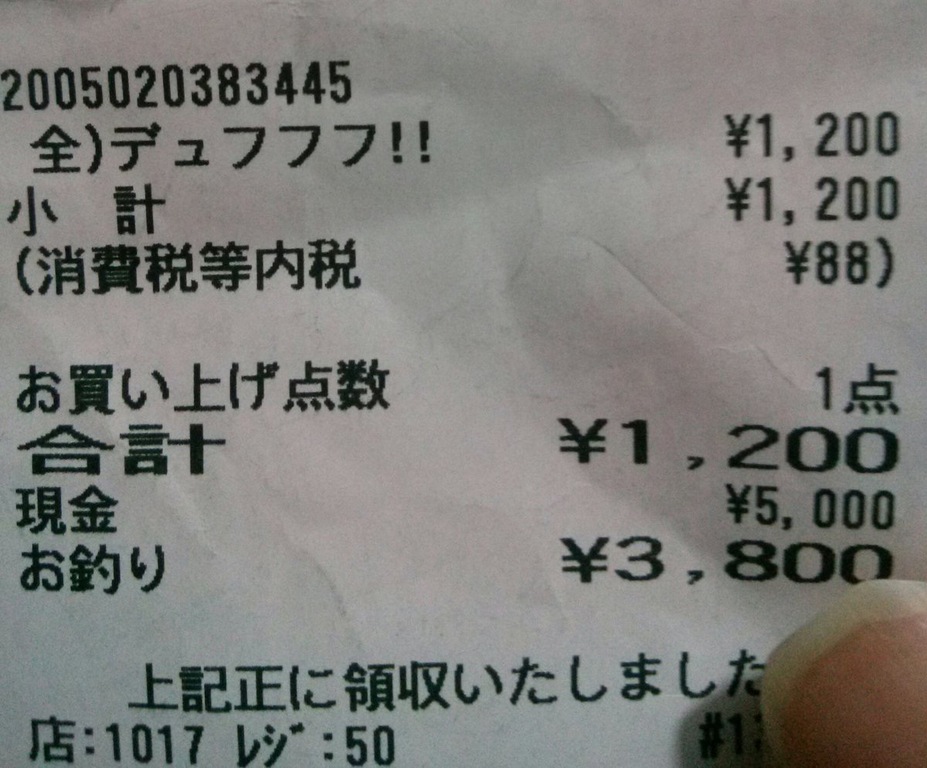 2005020383445
全)デュフフフ!! ¥1,200
小 計 ¥1,200
(消費税等内税 ¥88)
お買い上げ点数 1点
合計 ¥1,200
現金 ¥5,000
お釣り ¥3,800
上記正に領収いたしました
店:1017 レジ:50 #1